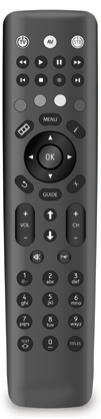 AV
MENU
OK
GUIDE
+ +
VOL CH
- -
1 2 abc 3 def
4 ghi 5 jkl 6 mno
7 pqrs 8 tuv 9 wxyz
0